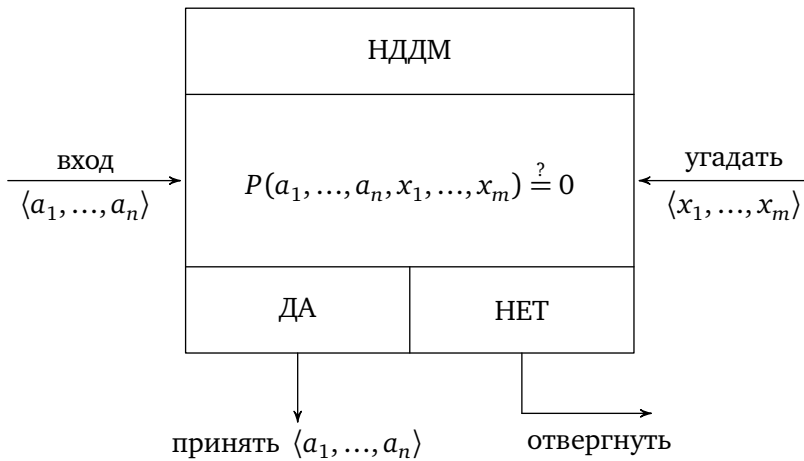 НДДМ
вход
⟨a₁,…,aₙ⟩
P(a₁,…,aₙ,x₁,…,xₘ) ≟ 0
угадать
⟨x₁,…,xₘ⟩
ДА
НЕТ
принять ⟨a₁,…,aₙ⟩
отвергнуть